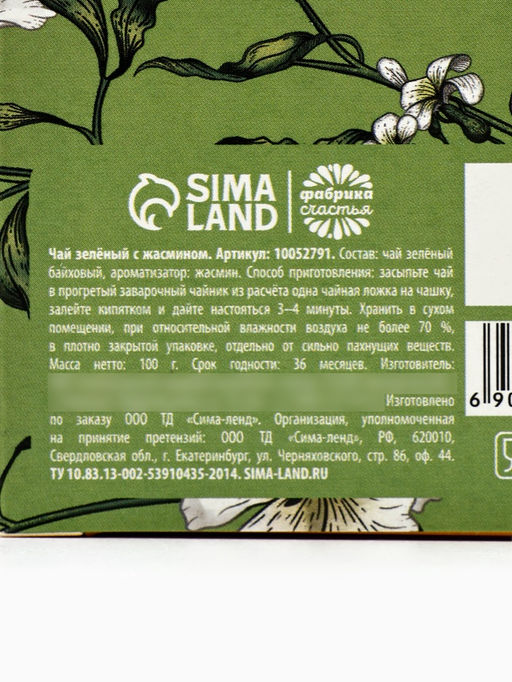 SIMA
LAND
фабрика
счастья
Чай зелёный с жасмином. Артикул: 10052791. Состав: чай зелёный
байховый, ароматизатор: жасмин. Способ приготовления: засыпьте чай
в прогретый заварочный чайник из расчёта одна чайная ложка на чашку,
залейте кипятком и дайте настояться 3–4 минуты. Хранить в сухом
помещении, при относительной влажности воздуха не более 70 %,
в плотно закрытой упаковке, отдельно от сильно пахнущих веществ.
Масса нетто: 100 г. Срок годности: 36 месяцев. Изготовитель:
Изготовлено
по заказу ООО ТД «Сима-ленд». Организация, уполномоченная
на принятие претензий: ООО ТД «Сима-ленд», РФ, 620010,
Свердловская обл., г. Екатеринбург, ул. Черняховского, стр. 86, оф. 44.
ТУ 10.83.13-002-53910435-2014. SIMA-LAND.RU
6 90